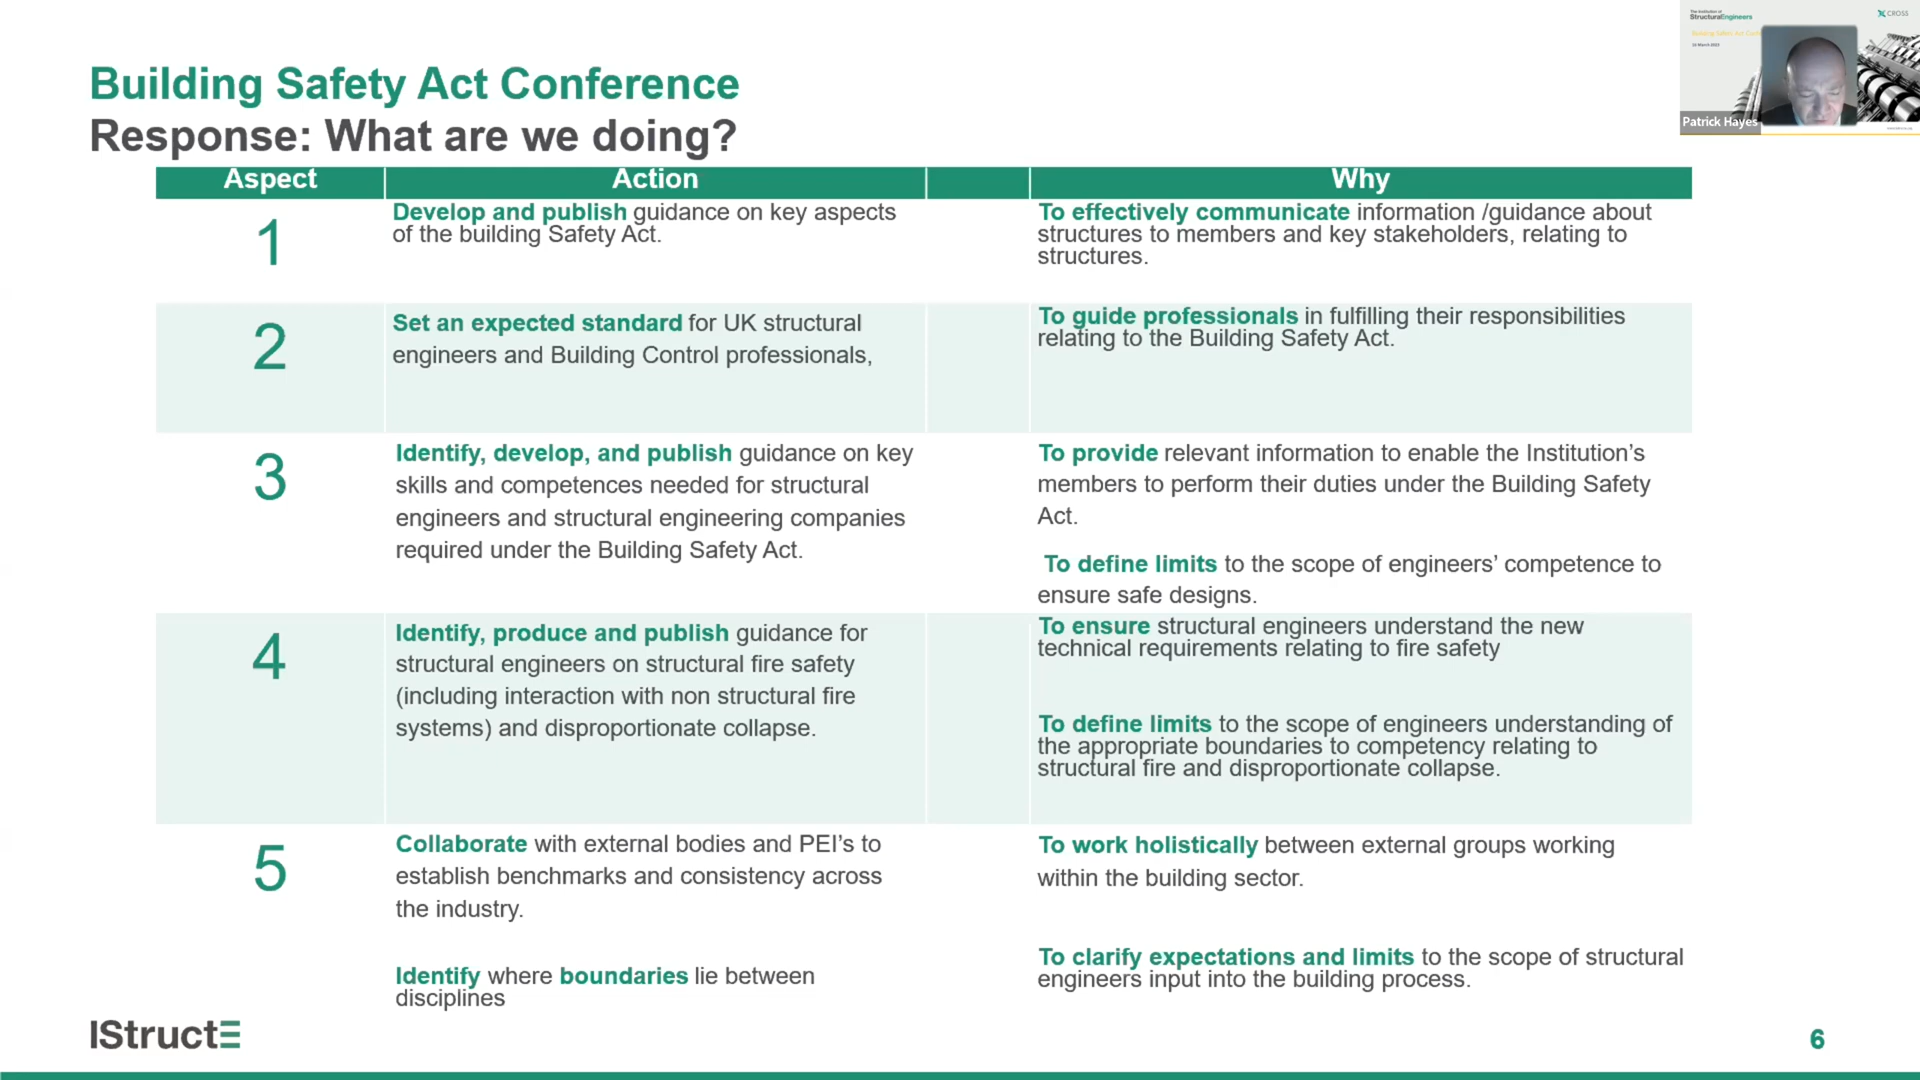 Building Safety Act Conference
Response: What are we doing?
Aspect
Action
Why
1
Develop and publish guidance on key aspects
of the building Safety Act.
To effectively communicate information /guidance about
structures to members and key stakeholders, relating to
structures.
2
Set an expected standard for UK structural
engineers and Building Control professionals,
To guide professionals in fulfilling their responsibilities
relating to the Building Safety Act.
3
Identify, develop, and publish guidance on key
skills and competences needed for structural
engineers and structural engineering companies
required under the Building Safety Act.
To provide relevant information to enable the Institution’s
members to perform their duties under the Building Safety
Act.
To define limits to the scope of engineers’ competence to
ensure safe designs.
4
Identify, produce and publish guidance for
structural engineers on structural fire safety
(including interaction with non structural fire
systems) and disproportionate collapse.
To ensure structural engineers understand the new
technical requirements relating to fire safety
To define limits to the scope of engineers understanding of
the appropriate boundaries to competency relating to
structural fire and disproportionate collapse.
5
Collaborate with external bodies and PEI’s to
establish benchmarks and consistency across
the industry.
Identify where boundaries lie between
disciplines
To work holistically between external groups working
within the building sector.
To clarify expectations and limits to the scope of structural
engineers input into the building process.
IStructE
6
The Institution of
StructuralEngineers
CROSS
Building Safety Act
Patrick Hayes